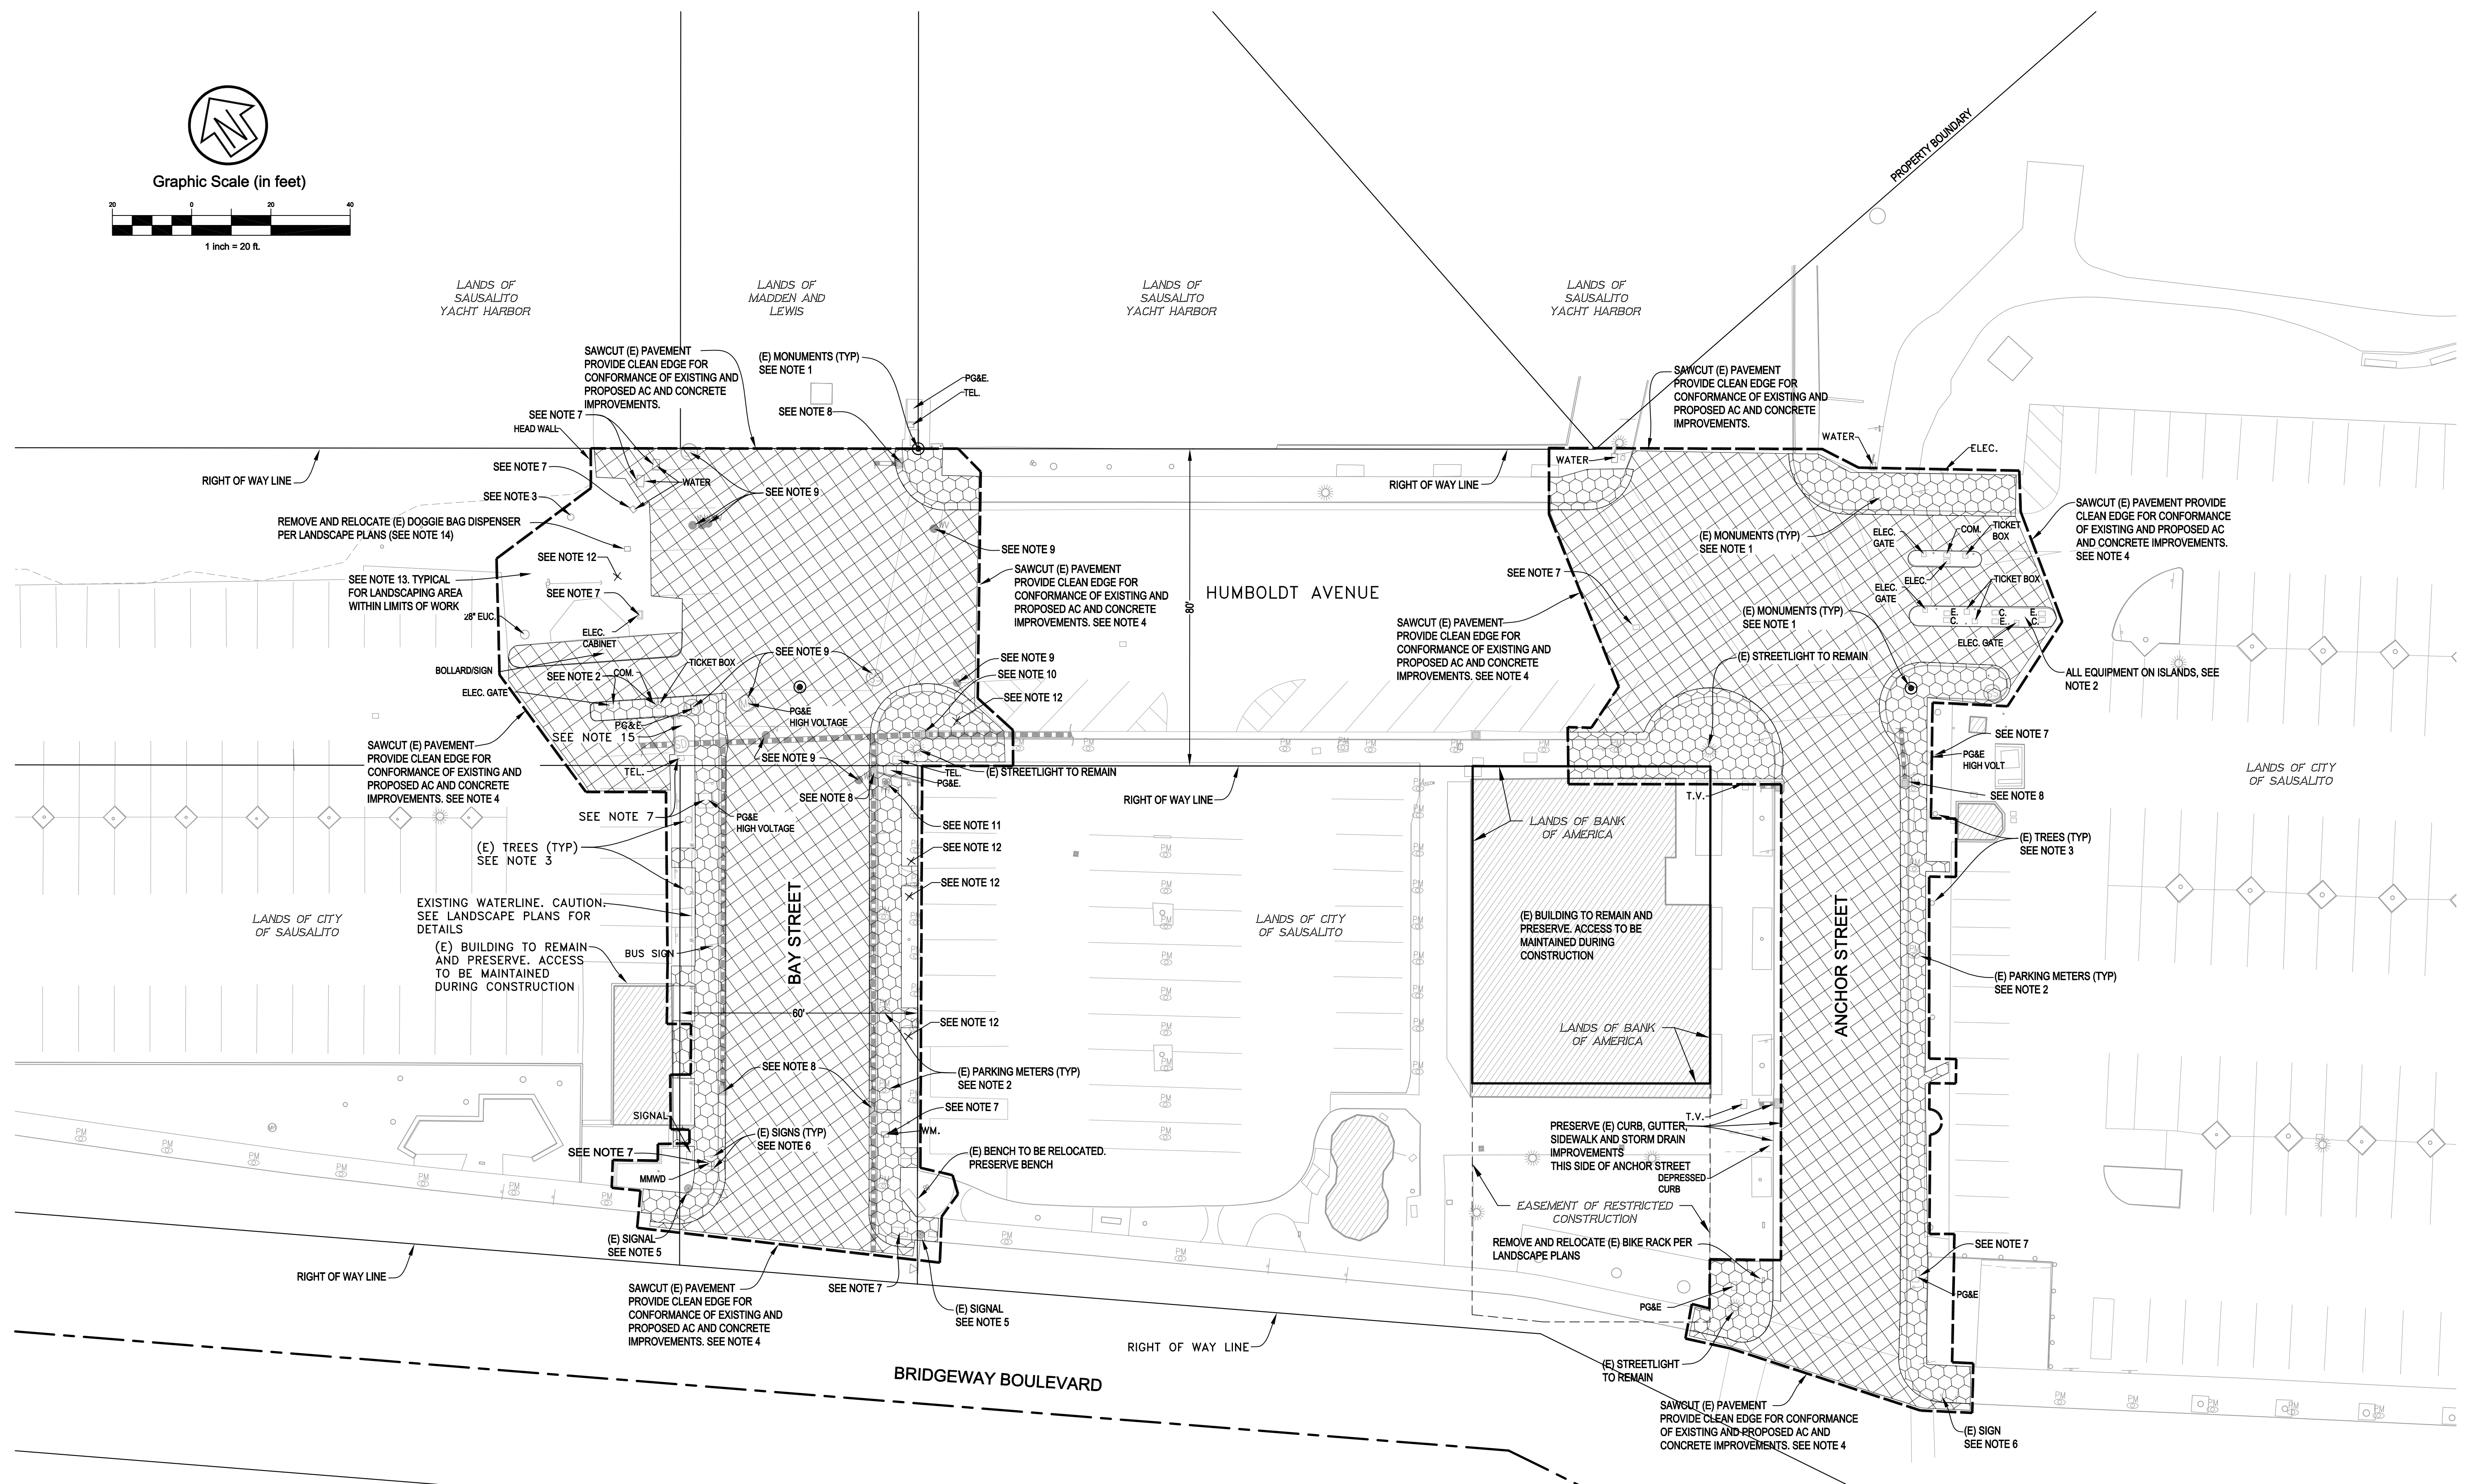 N
Graphic Scale (in feet)
20 0 20 40
1 inch = 20 ft.
PROPERTY BOUNDARY
LANDS OF
SAUSALITO
YACHT HARBOR
LANDS OF
MADDEN AND
LEWIS
LANDS OF
SAUSALITO
YACHT HARBOR
LANDS OF
SAUSALITO
YACHT HARBOR
SAWCUT (E) PAVEMENT
PROVIDE CLEAN EDGE FOR
CONFORMANCE OF EXISTING AND
PROPOSED AC AND CONCRETE
IMPROVEMENTS.
(E) MONUMENTS (TYP)
SEE NOTE 1
SEE NOTE 8
PG&E.
TEL.
SEE NOTE 7
HEAD WALL
SEE NOTE 7
RIGHT OF WAY LINE
SEE NOTE 3
WATER
SEE NOTE 9
REMOVE AND RELOCATE (E) DOGGIE BAG DISPENSER
PER LANDSCAPE PLANS (SEE NOTE 14)
WV
SEE NOTE 9
SEE NOTE 12
SEE NOTE 13. TYPICAL
FOR LANDSCAPING AREA
WITHIN LIMITS OF WORK
SEE NOTE 7
28" EUC.
ELEC.
CABINET
SAWCUT (E) PAVEMENT
PROVIDE CLEAN EDGE FOR
CONFORMANCE OF EXISTING AND
PROPOSED AC AND CONCRETE
IMPROVEMENTS. SEE NOTE 4
HUMBOLDT AVENUE
80'
BOLLARD/SIGN
SEE NOTE 2
COM.
TICKET BOX
SEE NOTE 9
ELEC. GATE
SEE NOTE 9
SEE NOTE 10
SEE NOTE 12
PG&E
HIGH VOLTAGE
PG&E
SEE NOTE 15
SD
SAWCUT (E) PAVEMENT
PROVIDE CLEAN EDGE FOR
CONFORMANCE OF EXISTING AND
PROPOSED AC AND CONCRETE
IMPROVEMENTS. SEE NOTE 4
TEL.
SEE NOTE 9
SEE NOTE 8
TEL.
PG&E.
(E) STREETLIGHT TO REMAIN
RIGHT OF WAY LINE
SEE NOTE 7
PG&E
HIGH VOLTAGE
SEE NOTE 11
(E) TREES (TYP)
SEE NOTE 3
SEE NOTE 12
SEE NOTE 12
EXISTING WATERLINE. CAUTION.
SEE LANDSCAPE PLANS FOR
DETAILS
LANDS OF CITY
OF SAUSALITO
(E) BUILDING TO REMAIN
AND PRESERVE. ACCESS
TO BE MAINTAINED
DURING CONSTRUCTION
BUS SIGN
BAY STREET
60'
SEE NOTE 12
SEE NOTE 8
(E) PARKING METERS (TYP)
SEE NOTE 2
SIGNAL
SEE NOTE 7
WM.
(E) SIGNS (TYP)
SEE NOTE 6
SEE NOTE 7
MMWD
(E) BENCH TO BE RELOCATED.
PRESERVE BENCH
(E) SIGNAL
SEE NOTE 5
RIGHT OF WAY LINE
SAWCUT (E) PAVEMENT
PROVIDE CLEAN EDGE FOR
CONFORMANCE OF EXISTING AND
PROPOSED AC AND CONCRETE
IMPROVEMENTS. SEE NOTE 4
SEE NOTE 7
(E) SIGNAL
SEE NOTE 5
RIGHT OF WAY LINE
BRIDGEWAY BOULEVARD
LANDS OF CITY
OF SAUSALITO
SAWCUT (E) PAVEMENT
PROVIDE CLEAN EDGE FOR
CONFORMANCE OF EXISTING AND
PROPOSED AC AND CONCRETE
IMPROVEMENTS.
WATER
RIGHT OF WAY LINE
WATER
ELEC.
SAWCUT (E) PAVEMENT PROVIDE
CLEAN EDGE FOR CONFORMANCE
OF EXISTING AND PROPOSED AC
AND CONCRETE IMPROVEMENTS.
SEE NOTE 4
(E) MONUMENTS (TYP)
SEE NOTE 1
ELEC.
GATE
COM.
TICKET
BOX
SEE NOTE 7
ELEC.
ELEC.
GATE
TICKET BOX
(E) MONUMENTS (TYP)
SEE NOTE 1
E. C. E.
C. E. C.
ELEC. GATE
SAWCUT (E) PAVEMENT
PROVIDE CLEAN EDGE FOR
CONFORMANCE OF EXISTING AND
PROPOSED AC AND CONCRETE
IMPROVEMENTS. SEE NOTE 4
(E) STREETLIGHT TO REMAIN
ALL EQUIPMENT ON ISLANDS, SEE
NOTE 2
SEE NOTE 7
PG&E
HIGH VOLT
LANDS OF CITY
OF SAUSALITO
SEE NOTE 8
T.V.
LANDS OF BANK
OF AMERICA
(E) TREES (TYP)
SEE NOTE 3
(E) BUILDING TO REMAIN AND
PRESERVE. ACCESS TO BE
MAINTAINED DURING
CONSTRUCTION
ANCHOR STREET
(E) PARKING METERS (TYP)
SEE NOTE 2
LANDS OF BANK
OF AMERICA
T.V.
PRESERVE (E) CURB, GUTTER,
SIDEWALK AND STORM DRAIN
IMPROVEMENTS
THIS SIDE OF ANCHOR STREET
DEPRESSED
CURB
EASEMENT OF RESTRICTED
CONSTRUCTION
REMOVE AND RELOCATE (E) BIKE RACK PER
LANDSCAPE PLANS
SEE NOTE 7
PG&E
PG&E
(E) STREETLIGHT
TO REMAIN
SAWCUT (E) PAVEMENT
PROVIDE CLEAN EDGE FOR CONFORMANCE
OF EXISTING AND PROPOSED AC AND
CONCRETE IMPROVEMENTS. SEE NOTE 4
(E) SIGN
SEE NOTE 6
PM
PM
PM
PM
PM
PM
PM